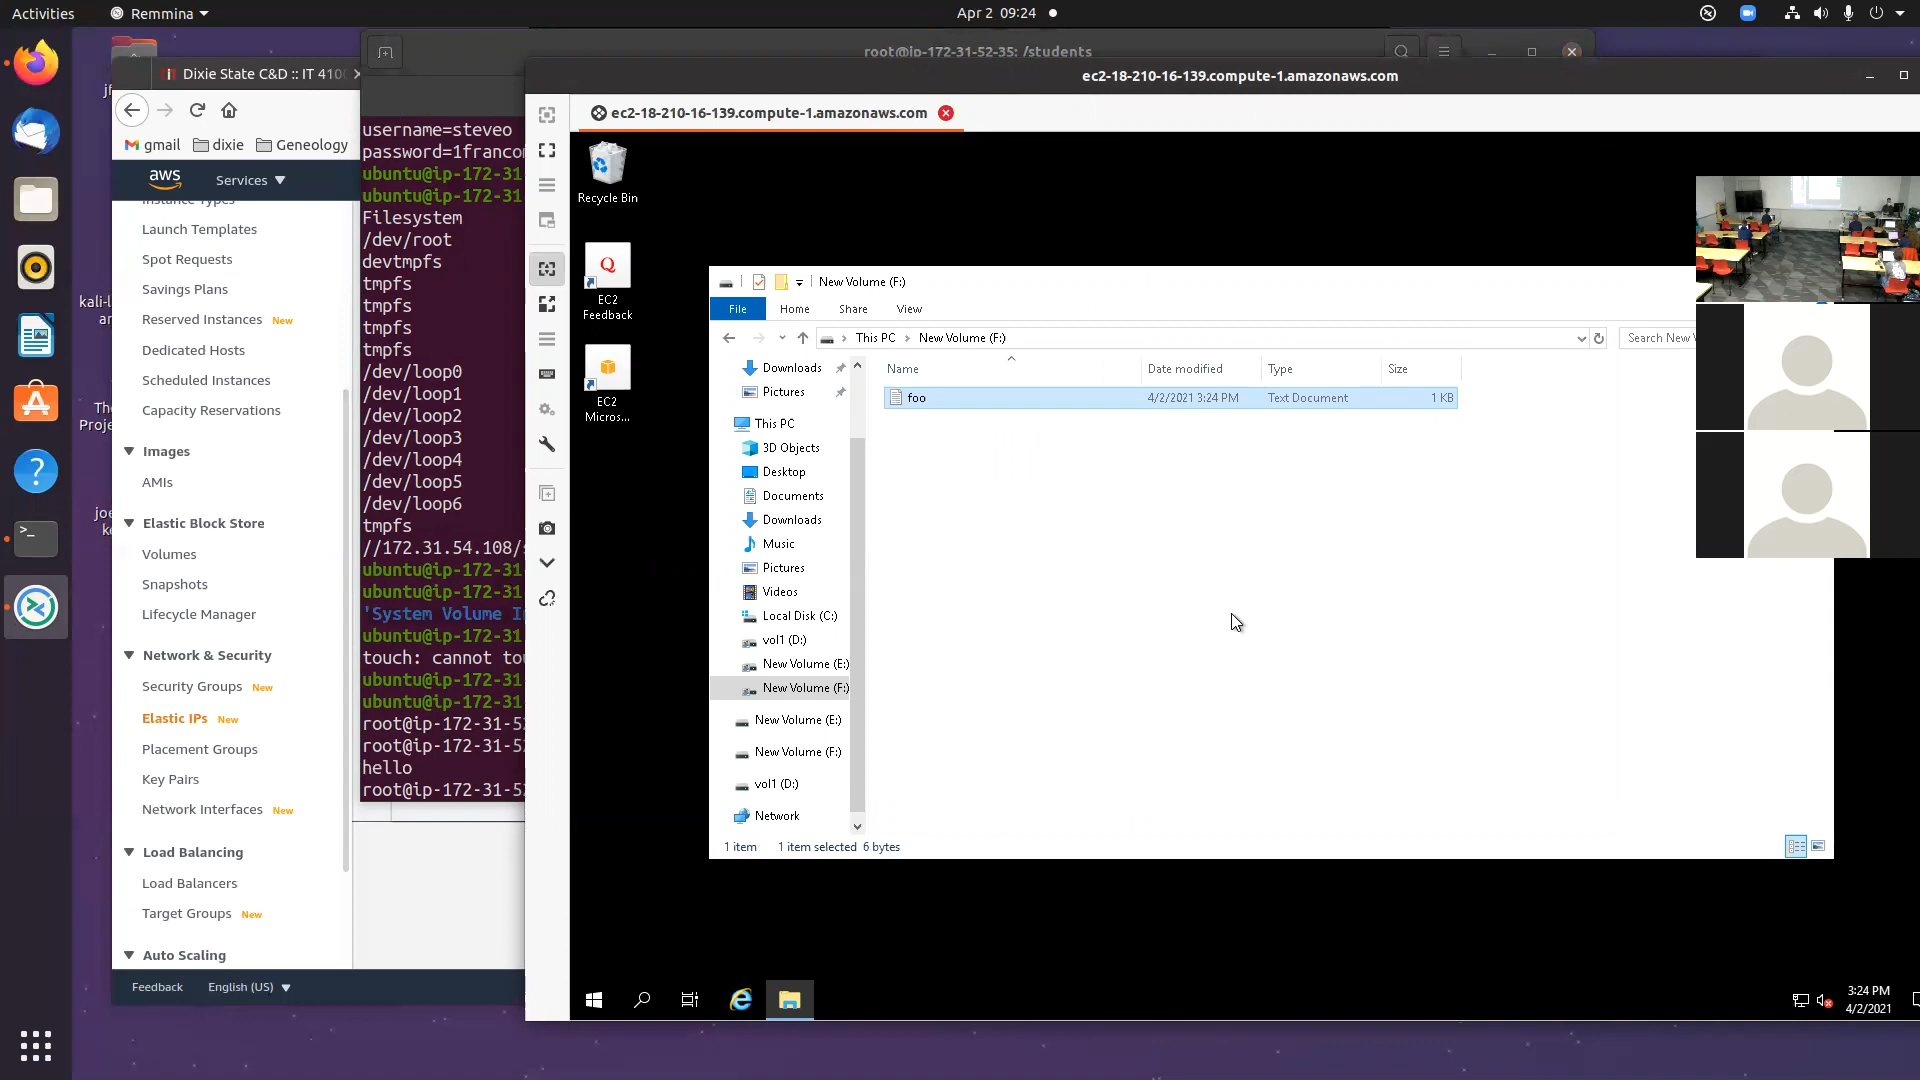 Activities
Remmina
Apr 2 09:24
root@ip-172-31-52-35: /students
Dixie State C&D :: IT 4100
ec2-18-210-16-139.compute-1.amazonaws.com
ec2-18-210-16-139.compute-1.amazonaws.com
gmail
dixie
Geneology
aws
Services
Instance Types
Launch Templates
Spot Requests
Savings Plans
Reserved Instances New
Dedicated Hosts
Scheduled Instances
Capacity Reservations
Images
AMIs
Elastic Block Store
Volumes
Snapshots
Lifecycle Manager
Network & Security
Security Groups New
Elastic IPs New
Placement Groups
Key Pairs
Network Interfaces New
Load Balancing
Load Balancers
Target Groups New
Auto Scaling
Feedback
English (US)
username=steveo
password=1francom
ubuntu@ip-172-31
ubuntu@ip-172-31
Filesystem
/dev/root
devtmpfs
tmpfs
tmpfs
tmpfs
tmpfs
/dev/loop0
/dev/loop1
/dev/loop2
/dev/loop3
/dev/loop4
/dev/loop5
/dev/loop6
tmpfs
//172.31.54.108/s
ubuntu@ip-172-31
ubuntu@ip-172-31
'System Volume I
ubuntu@ip-172-31
touch: cannot to
ubuntu@ip-172-31
ubuntu@ip-172-31
root@ip-172-31-5
root@ip-172-31-5
hello
root@ip-172-31-5
Recycle Bin
EC2
Feedback
EC2
Micros...
New Volume (F:)
File
Home
Share
View
This PC
New Volume (F:)
Search New
Downloads
Pictures
This PC
3D Objects
Desktop
Documents
Downloads
Music
Pictures
Videos
Local Disk (C:)
vol1 (D:)
New Volume (E:)
New Volume (F:)
New Volume (E:)
New Volume (F:)
vol1 (D:)
Network
Name
Date modified
Type
Size
foo
4/2/2021 3:24 PM
Text Document
1 KB
1 item
1 item selected 6 bytes
3:24 PM
4/2/2021